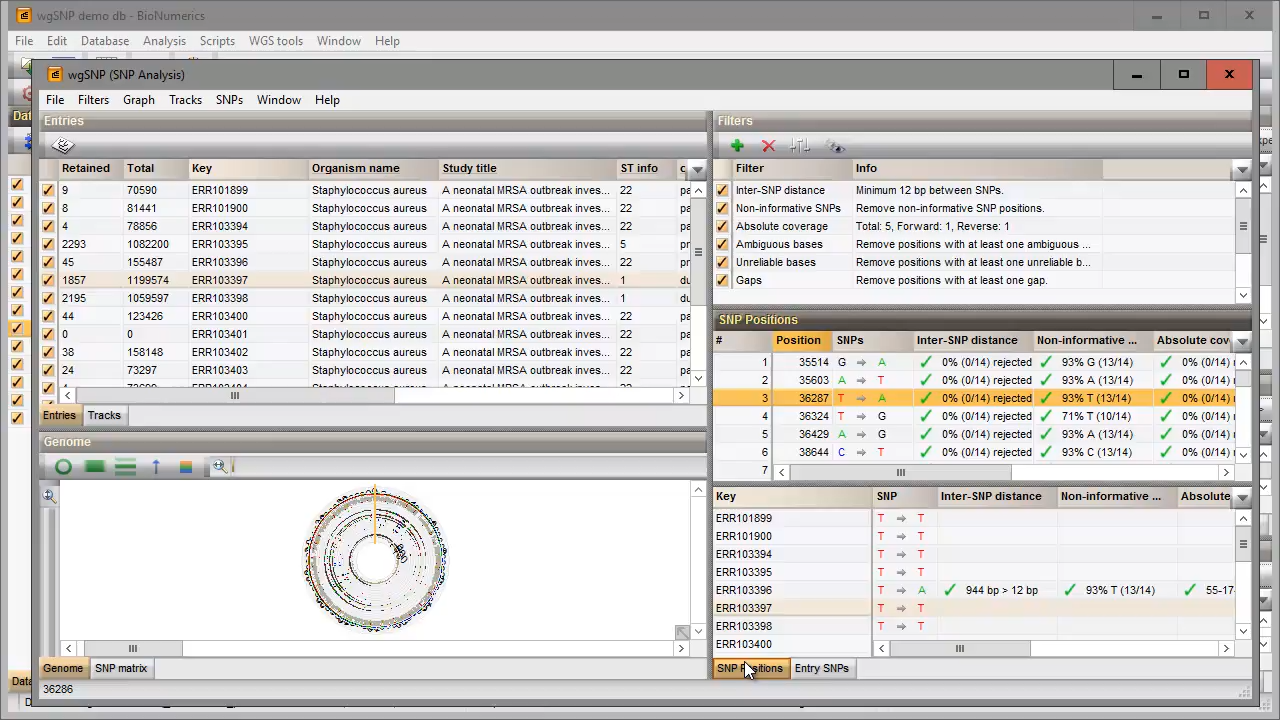 wgSNP demo db - BioNumerics
File Edit Database Analysis Scripts WGS tools Window Help
wgSNP (SNP Analysis)
File Filters Graph Tracks SNPs Window Help
Entries
Retained Total Key Organism name Study title ST info
9 70590 ERR101899 Staphylococcus aureus A neonatal MRSA outbreak inves... 22
8 81441 ERR101900 Staphylococcus aureus A neonatal MRSA outbreak inves... 22
4 78856 ERR103394 Staphylococcus aureus A neonatal MRSA outbreak inves... 22
2293 1082200 ERR103395 Staphylococcus aureus A neonatal MRSA outbreak inves... 5
45 155487 ERR103396 Staphylococcus aureus A neonatal MRSA outbreak inves... 22
1857 1199574 ERR103397 Staphylococcus aureus A neonatal MRSA outbreak inves... 1
2195 1059597 ERR103398 Staphylococcus aureus A neonatal MRSA outbreak inves... 1
44 123426 ERR103400 Staphylococcus aureus A neonatal MRSA outbreak inves... 22
0 0 ERR103401 Staphylococcus aureus A neonatal MRSA outbreak inves... 22
38 158148 ERR103402 Staphylococcus aureus A neonatal MRSA outbreak inves... 22
24 73297 ERR103403 Staphylococcus aureus A neonatal MRSA outbreak inves... 22
Entries Tracks
Genome
Genome SNP matrix
36286
Filters
Filter Info
Inter-SNP distance Minimum 12 bp between SNPs.
Non-informative SNPs Remove non-informative SNP positions.
Absolute coverage Total: 5, Forward: 1, Reverse: 1
Ambiguous bases Remove positions with at least one ambiguous ...
Unreliable bases Remove positions with at least one unreliable b...
Gaps Remove positions with at least one gap.
SNP Positions
# Position SNPs Inter-SNP distance Non-informative ... Absolute cov
1 35514 G ⇒ A 0% (0/14) rejected 93% G (13/14) 0% (0/14) r
2 35603 A ⇒ T 0% (0/14) rejected 93% A (13/14) 0% (0/14) r
3 36287 T ⇒ A 0% (0/14) rejected 93% T (13/14) 0% (0/14) r
4 36324 T ⇒ G 0% (0/14) rejected 71% T (10/14) 0% (0/14) r
5 36429 A ⇒ G 0% (0/14) rejected 93% A (13/14) 0% (0/14) r
6 38644 C ⇒ T 0% (0/14) rejected 93% C (13/14) 0% (0/14) r
7
Key SNP Inter-SNP distance Non-informative ... Absolute
ERR101899 T ⇒ T
ERR101900 T ⇒ T
ERR103394 T ⇒ T
ERR103395 T ⇒ T
ERR103396 T ⇒ A 944 bp > 12 bp 93% T (13/14) 55-17
ERR103397 T ⇒ T
ERR103398 T ⇒ T
ERR103400
SNP Positions Entry SNPs